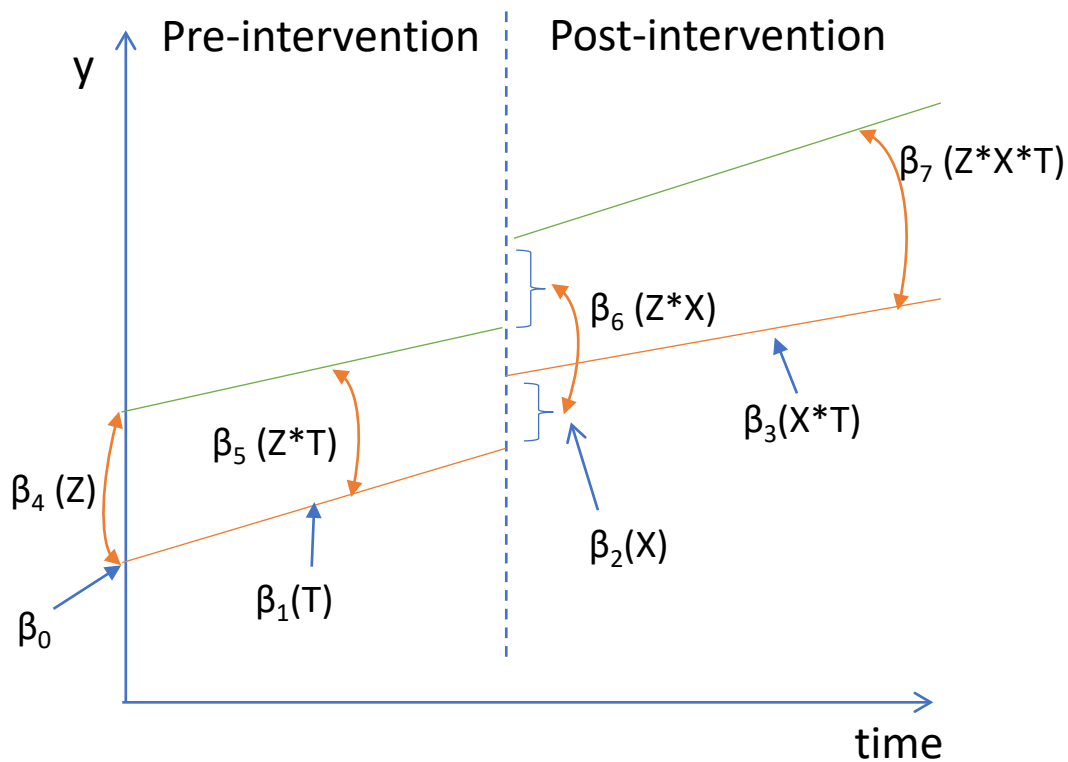 Pre-intervention
Post-intervention
y
β₇ (Z*X*T)
β₆ (Z*X)
β₃(X*T)
β₅ (Z*T)
β₄ (Z)
β₂(X)
β₁(T)
β₀
time